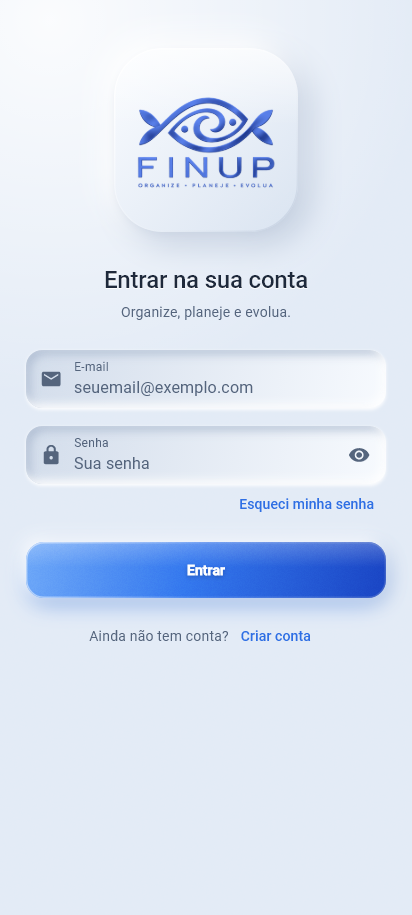 FINUP
ORGANIZE • PLANEJE • EVOLUA
Entrar na sua conta
Organize, planeje e evolua.
E-mail
seuemail@exemplo.com
Senha
Sua senha
Esqueci minha senha
Entrar
Ainda não tem conta? Criar conta